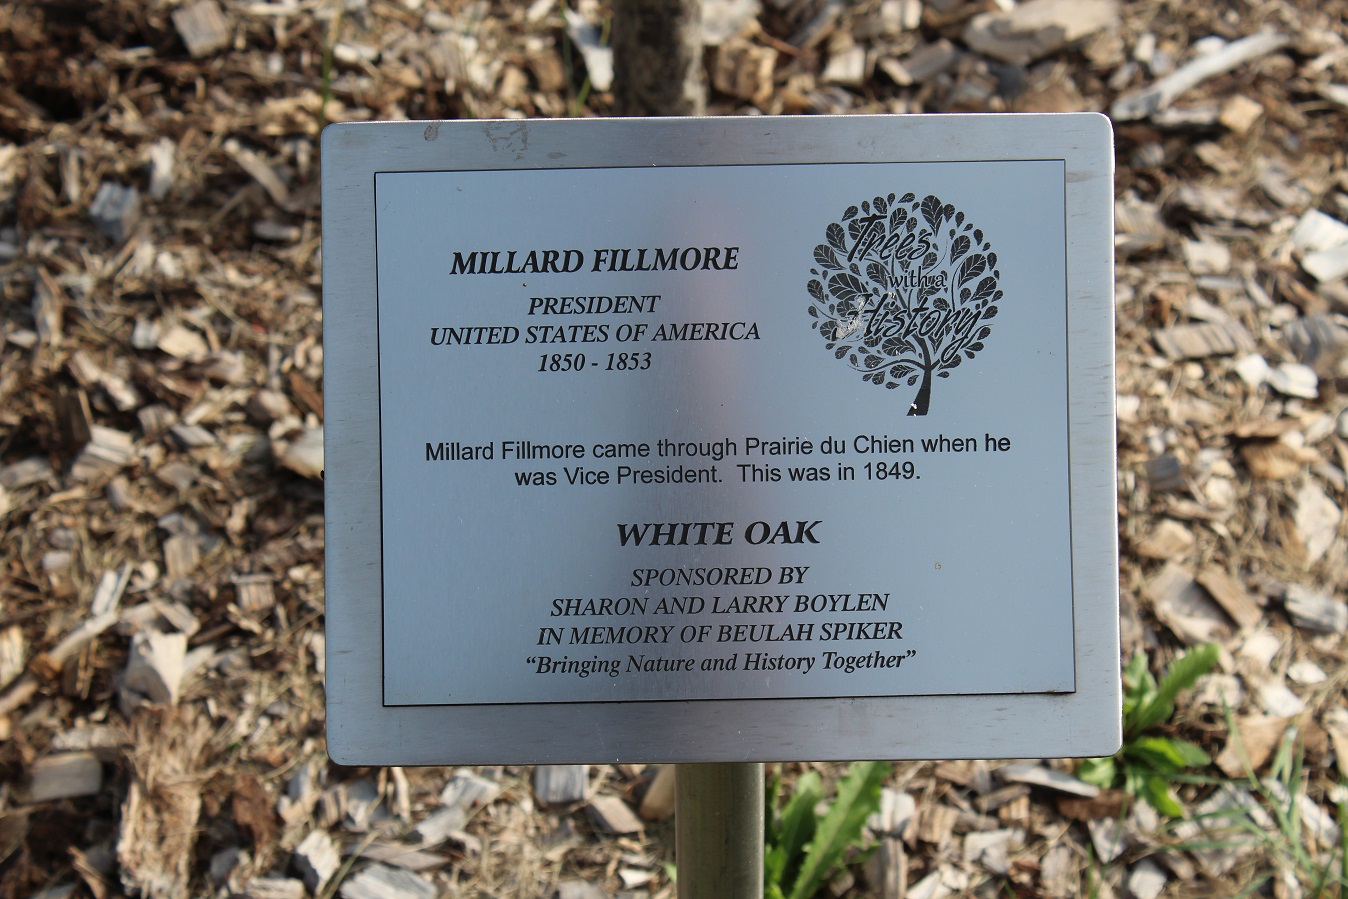 MILLARD FILLMORE
PRESIDENT
UNITED STATES OF AMERICA
1850 - 1853
Trees
with a
History
Millard Fillmore came through Prairie du Chien when he
was Vice President. This was in 1849.
WHITE OAK
SPONSORED BY
SHARON AND LARRY BOYLEN
IN MEMORY OF BEULAH SPIKER
“Bringing Nature and History Together”